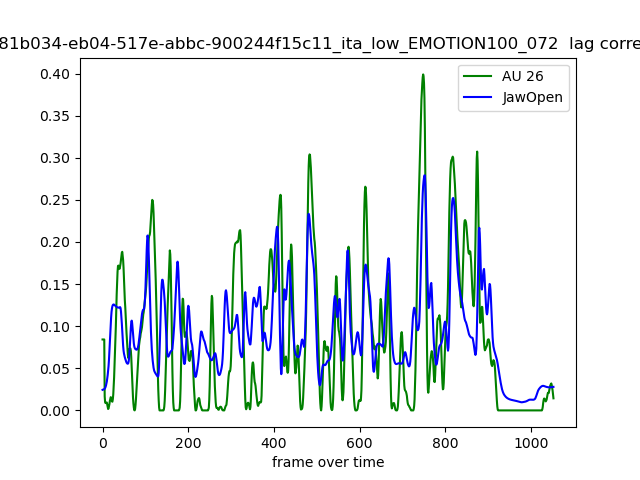 81b034-eb04-517e-abbc-900244f15c11_ita_low_EMOTION100_072  lag corre
AU 26
JawOpen
0.40
0.35
0.30
0.25
0.20
0.15
0.10
0.05
0.00
0 200 400 600 800 1000
frame over time